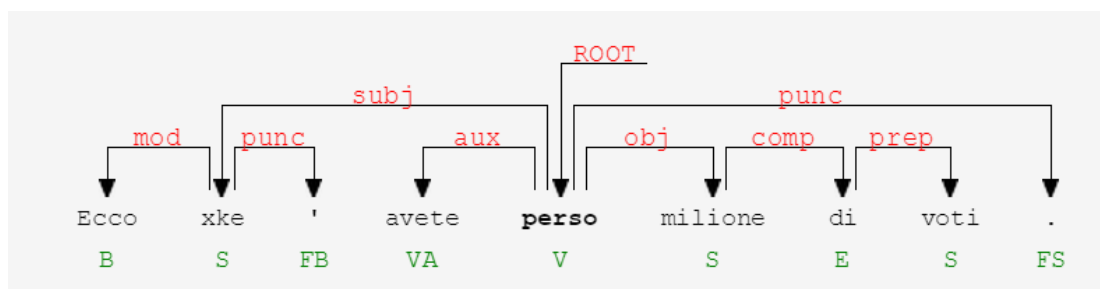 ROOT
subj punc
mod punc aux obj comp prep
Ecco xke ' avete perso milione di voti .
B S FB VA V S E S FS